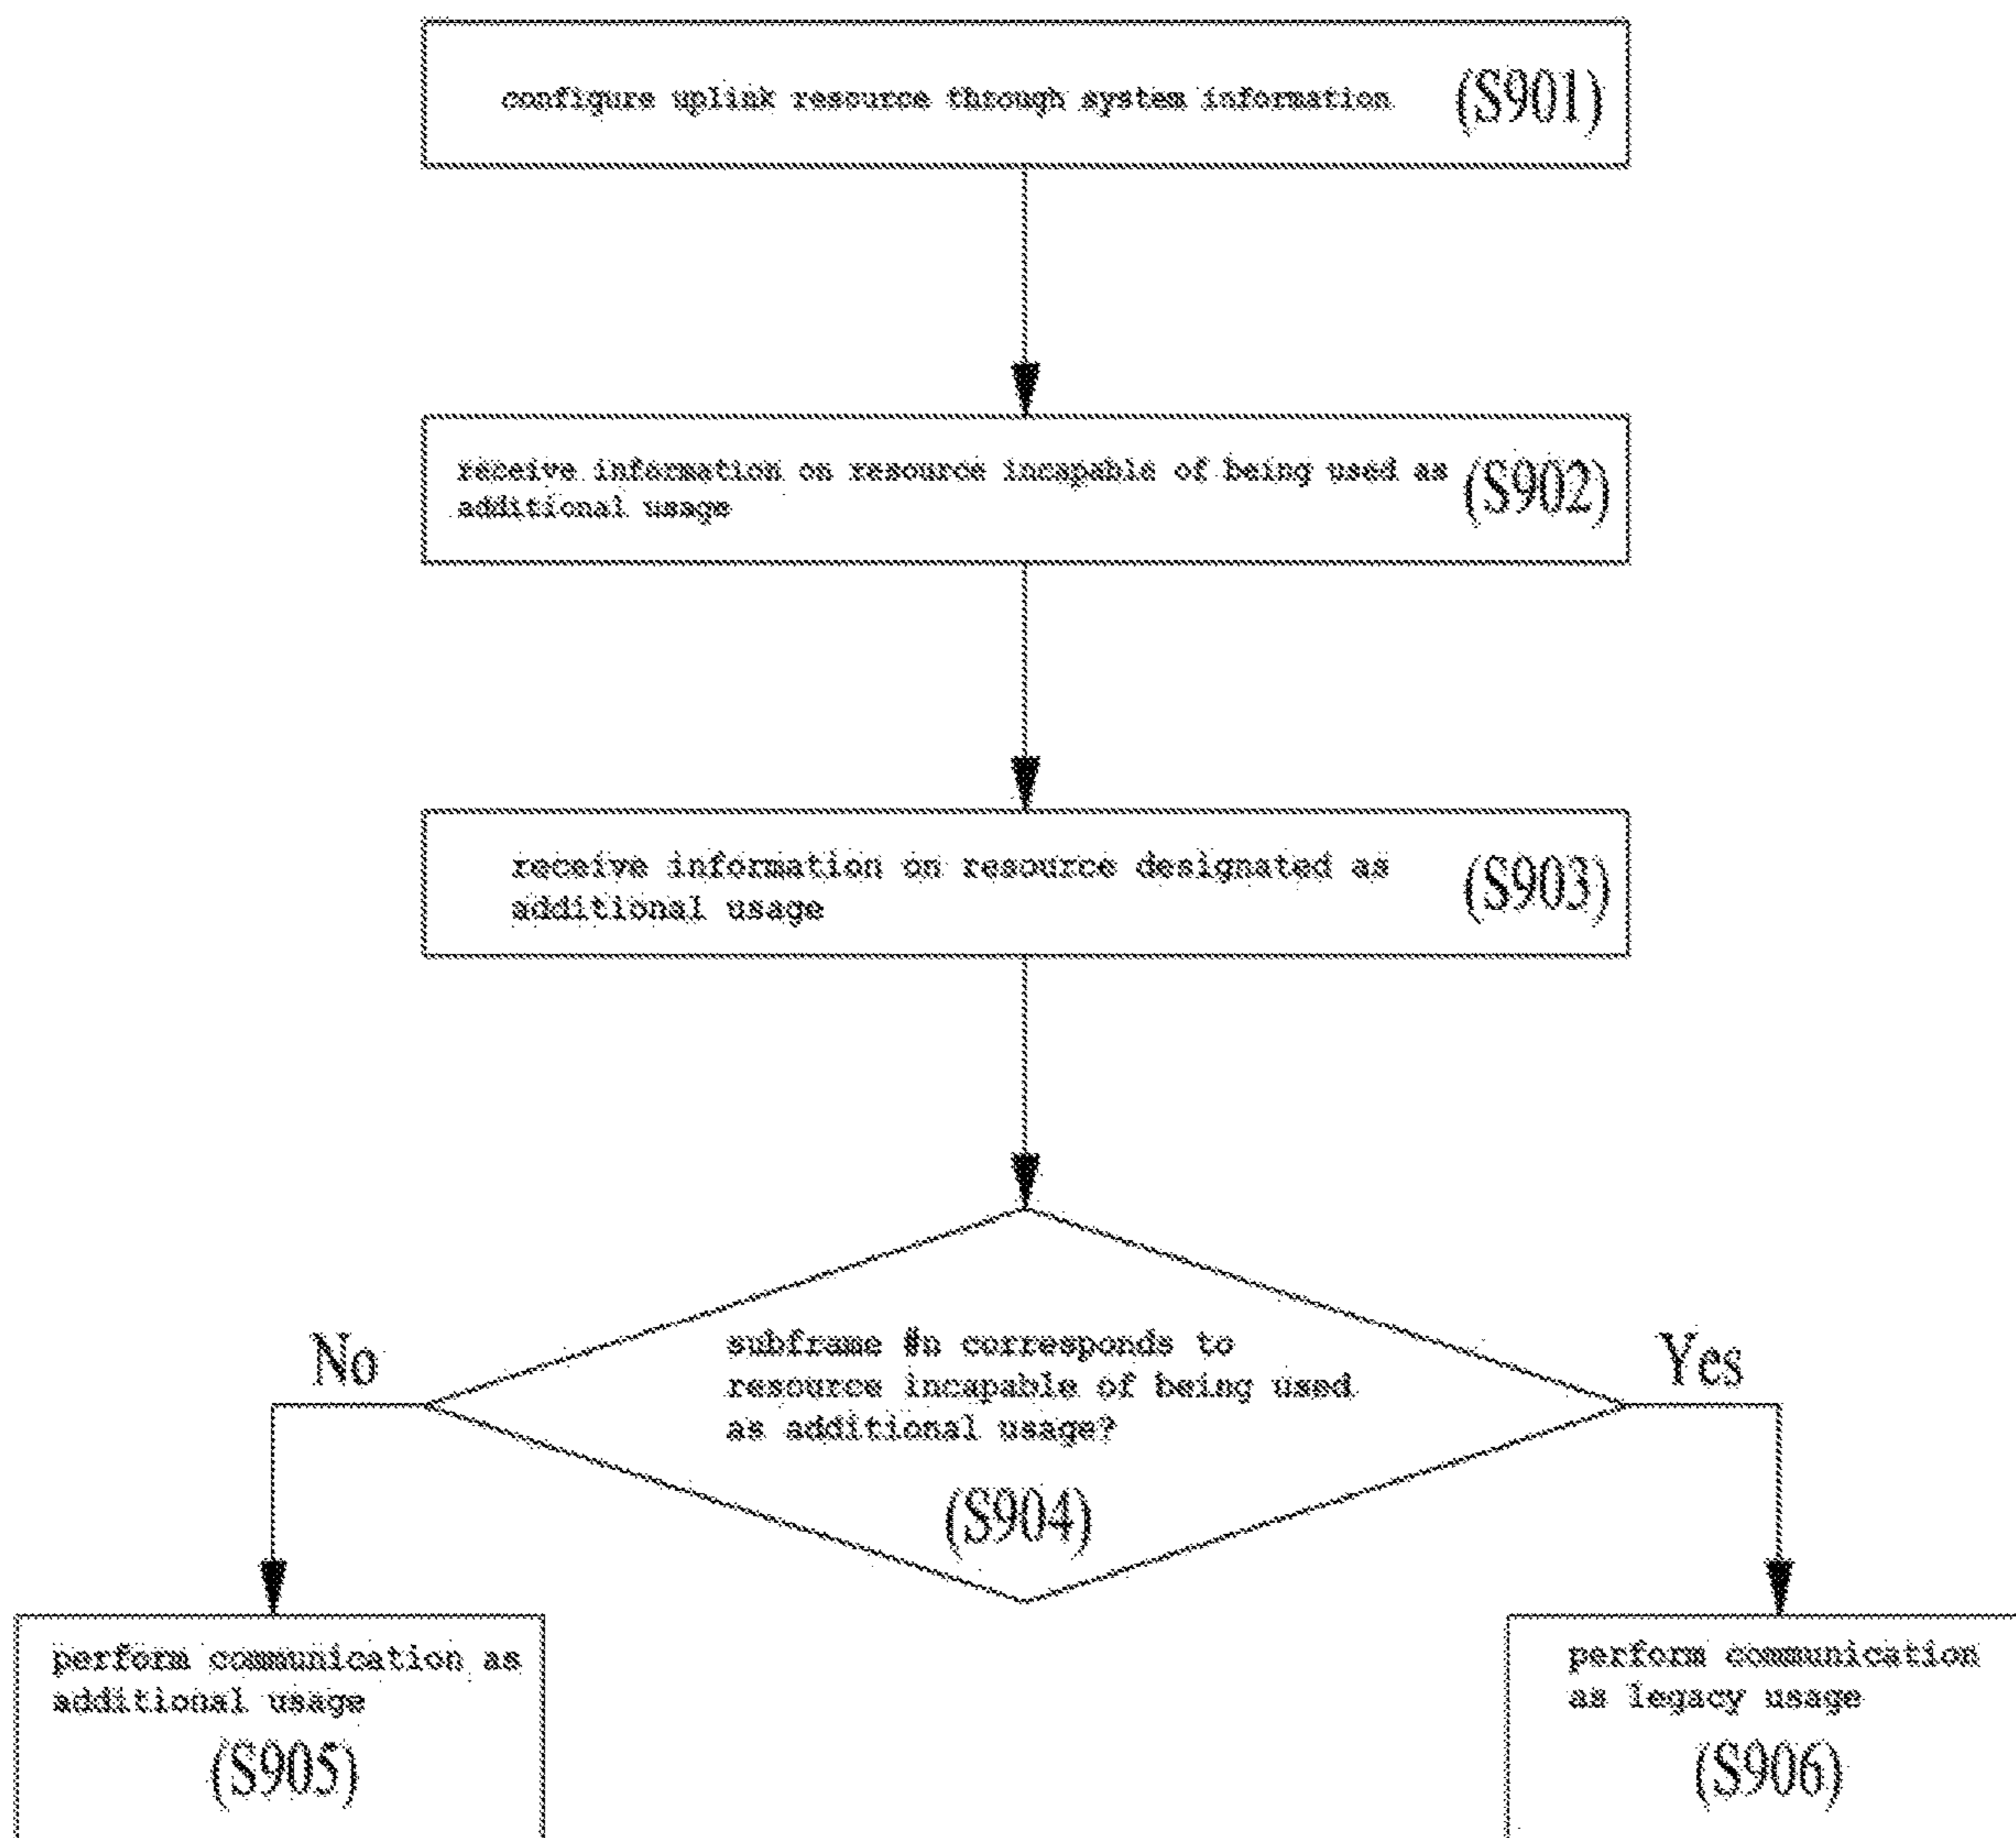 configure uplink resource through system information (S901)
receive information on resource incapable of being used as (S902)
additional usage
receive information on resource designated as (S903)
additional usage
subframe #n corresponds to
resource incapable of being used
as additional usage?
(S904)
No
Yes
perform communication as
additional usage
(S905)
perform communication
as legacy usage
(S906)